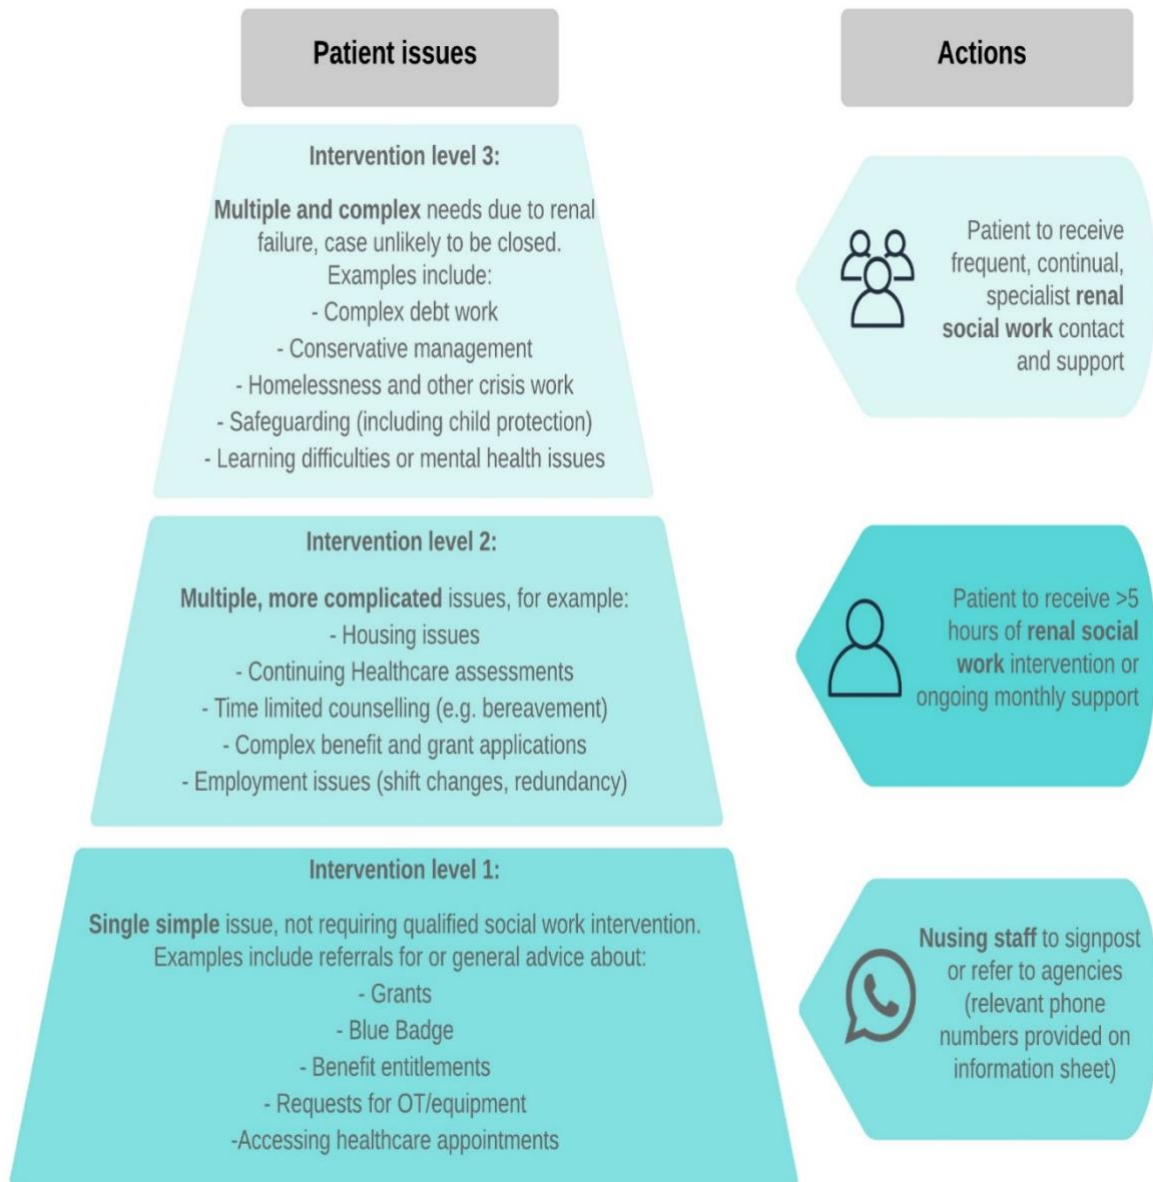 Patient issues
Actions
Intervention level 3:
Multiple and complex needs due to renal
failure, case unlikely to be closed.
Examples include:
- Complex debt work
- Conservative management
- Homelessness and other crisis work
- Safeguarding (including child protection)
- Learning difficulties or mental health issues
Patient to receive
frequent, continual,
specialist renal
social work contact
and support
Intervention level 2:
Multiple, more complicated issues, for example:
- Housing issues
- Continuing Healthcare assessments
- Time limited counselling (e.g. bereavement)
- Complex benefit and grant applications
- Employment issues (shift changes, redundancy)
Patient to receive >5
hours of renal social
work intervention or
ongoing monthly support
Intervention level 1:
Single simple issue, not requiring qualified social work intervention.
Examples include referrals for or general advice about:
- Grants
- Blue Badge
- Benefit entitlements
- Requests for OT/equipment
-Accessing healthcare appointments
Nusing staff to signpost
or refer to agencies
(relevant phone
numbers provided on
information sheet)